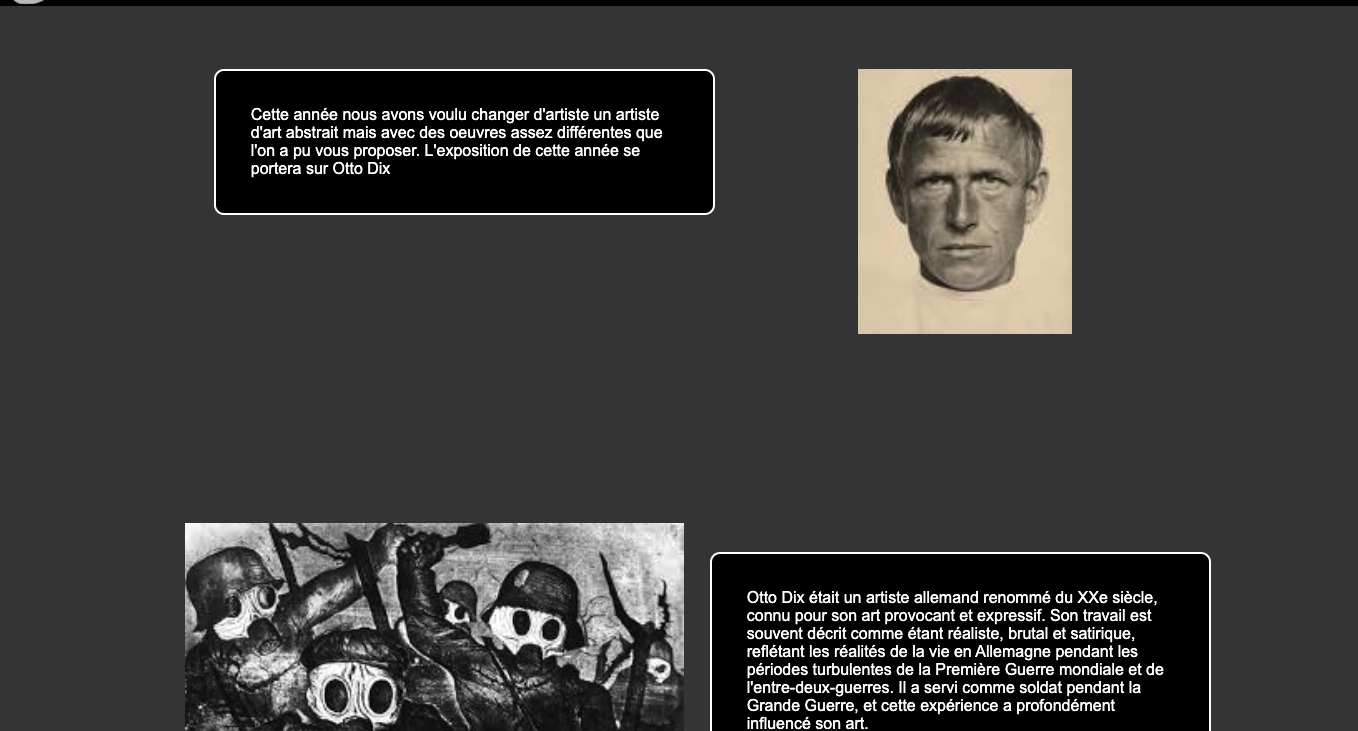 Cette année nous avons voulu changer d'artiste un artiste
d'art abstrait mais avec des oeuvres assez différentes que
l'on a pu vous proposer. L'exposition de cette année se
portera sur Otto Dix
Otto Dix était un artiste allemand renommé du XXe siècle,
connu pour son art provocant et expressif. Son travail est
souvent décrit comme étant réaliste, brutal et satirique,
reflétant les réalités de la vie en Allemagne pendant les
périodes turbulentes de la Première Guerre mondiale et de
l'entre-deux-guerres. Il a servi comme soldat pendant la
Grande Guerre, et cette expérience a profondément
influencé son art.